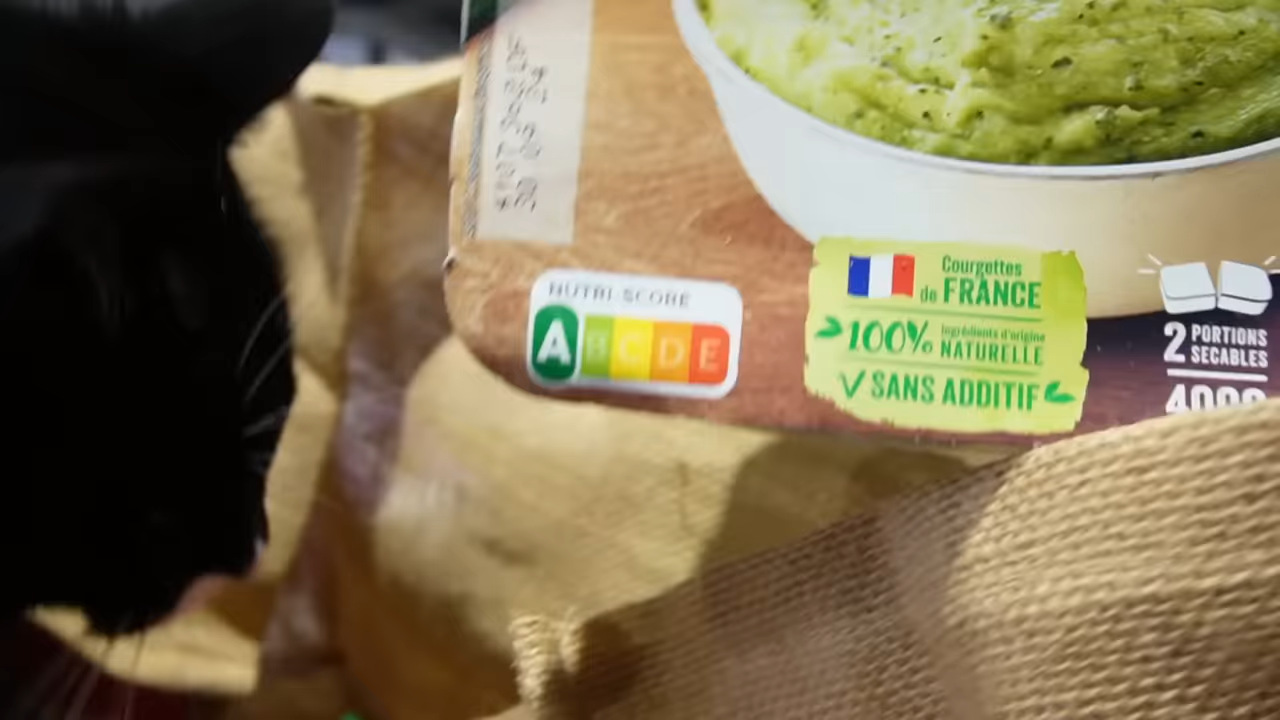 NUTRI-SCORE
A B C D E
Courgettes
de FRANCE
100% Ingrédients d'origine
NATURELLE
SANS ADDITIF
2 PORTIONS
SECABLES